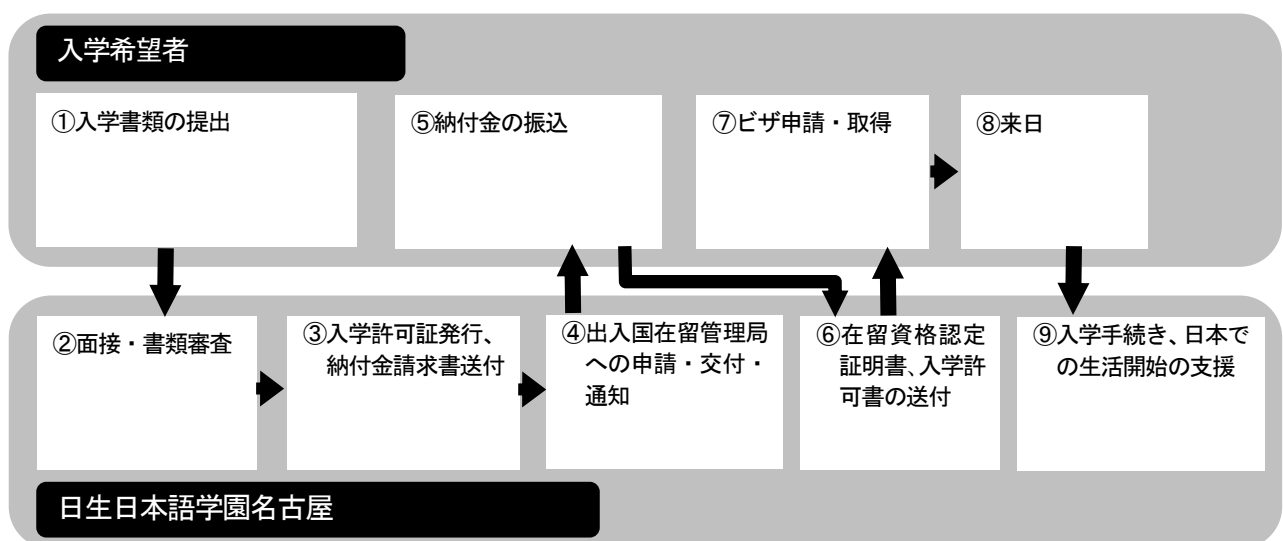 入学希望者
①入学書類の提出
⑤納付金の振込
⑦ビザ申請・取得
⑧来日
②面接・書類審査
③入学許可証発行、
納付金請求書送付
④出入国在留管理局
への申請・交付・
通知
⑥在留資格認定
証明書、入学許
可書の送付
⑨入学手続き、日本で
の生活開始の支援
日生日本語学園名古屋